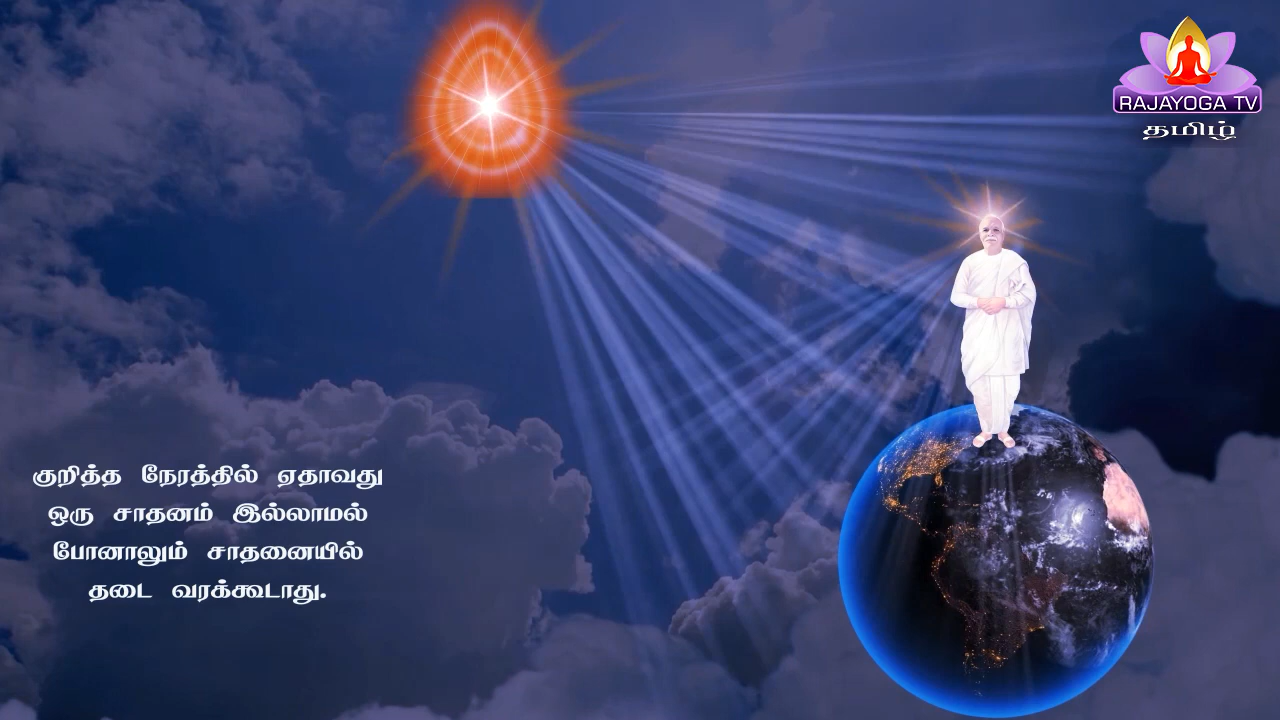 RAJAYOGA TV
தமிழ்
குறித்த நேரத்தில் ஏதாவது
ஒரு சாதனம் இல்லாமல்
போனாலும் சாதனையில்
தடை வரக்கூடாது.